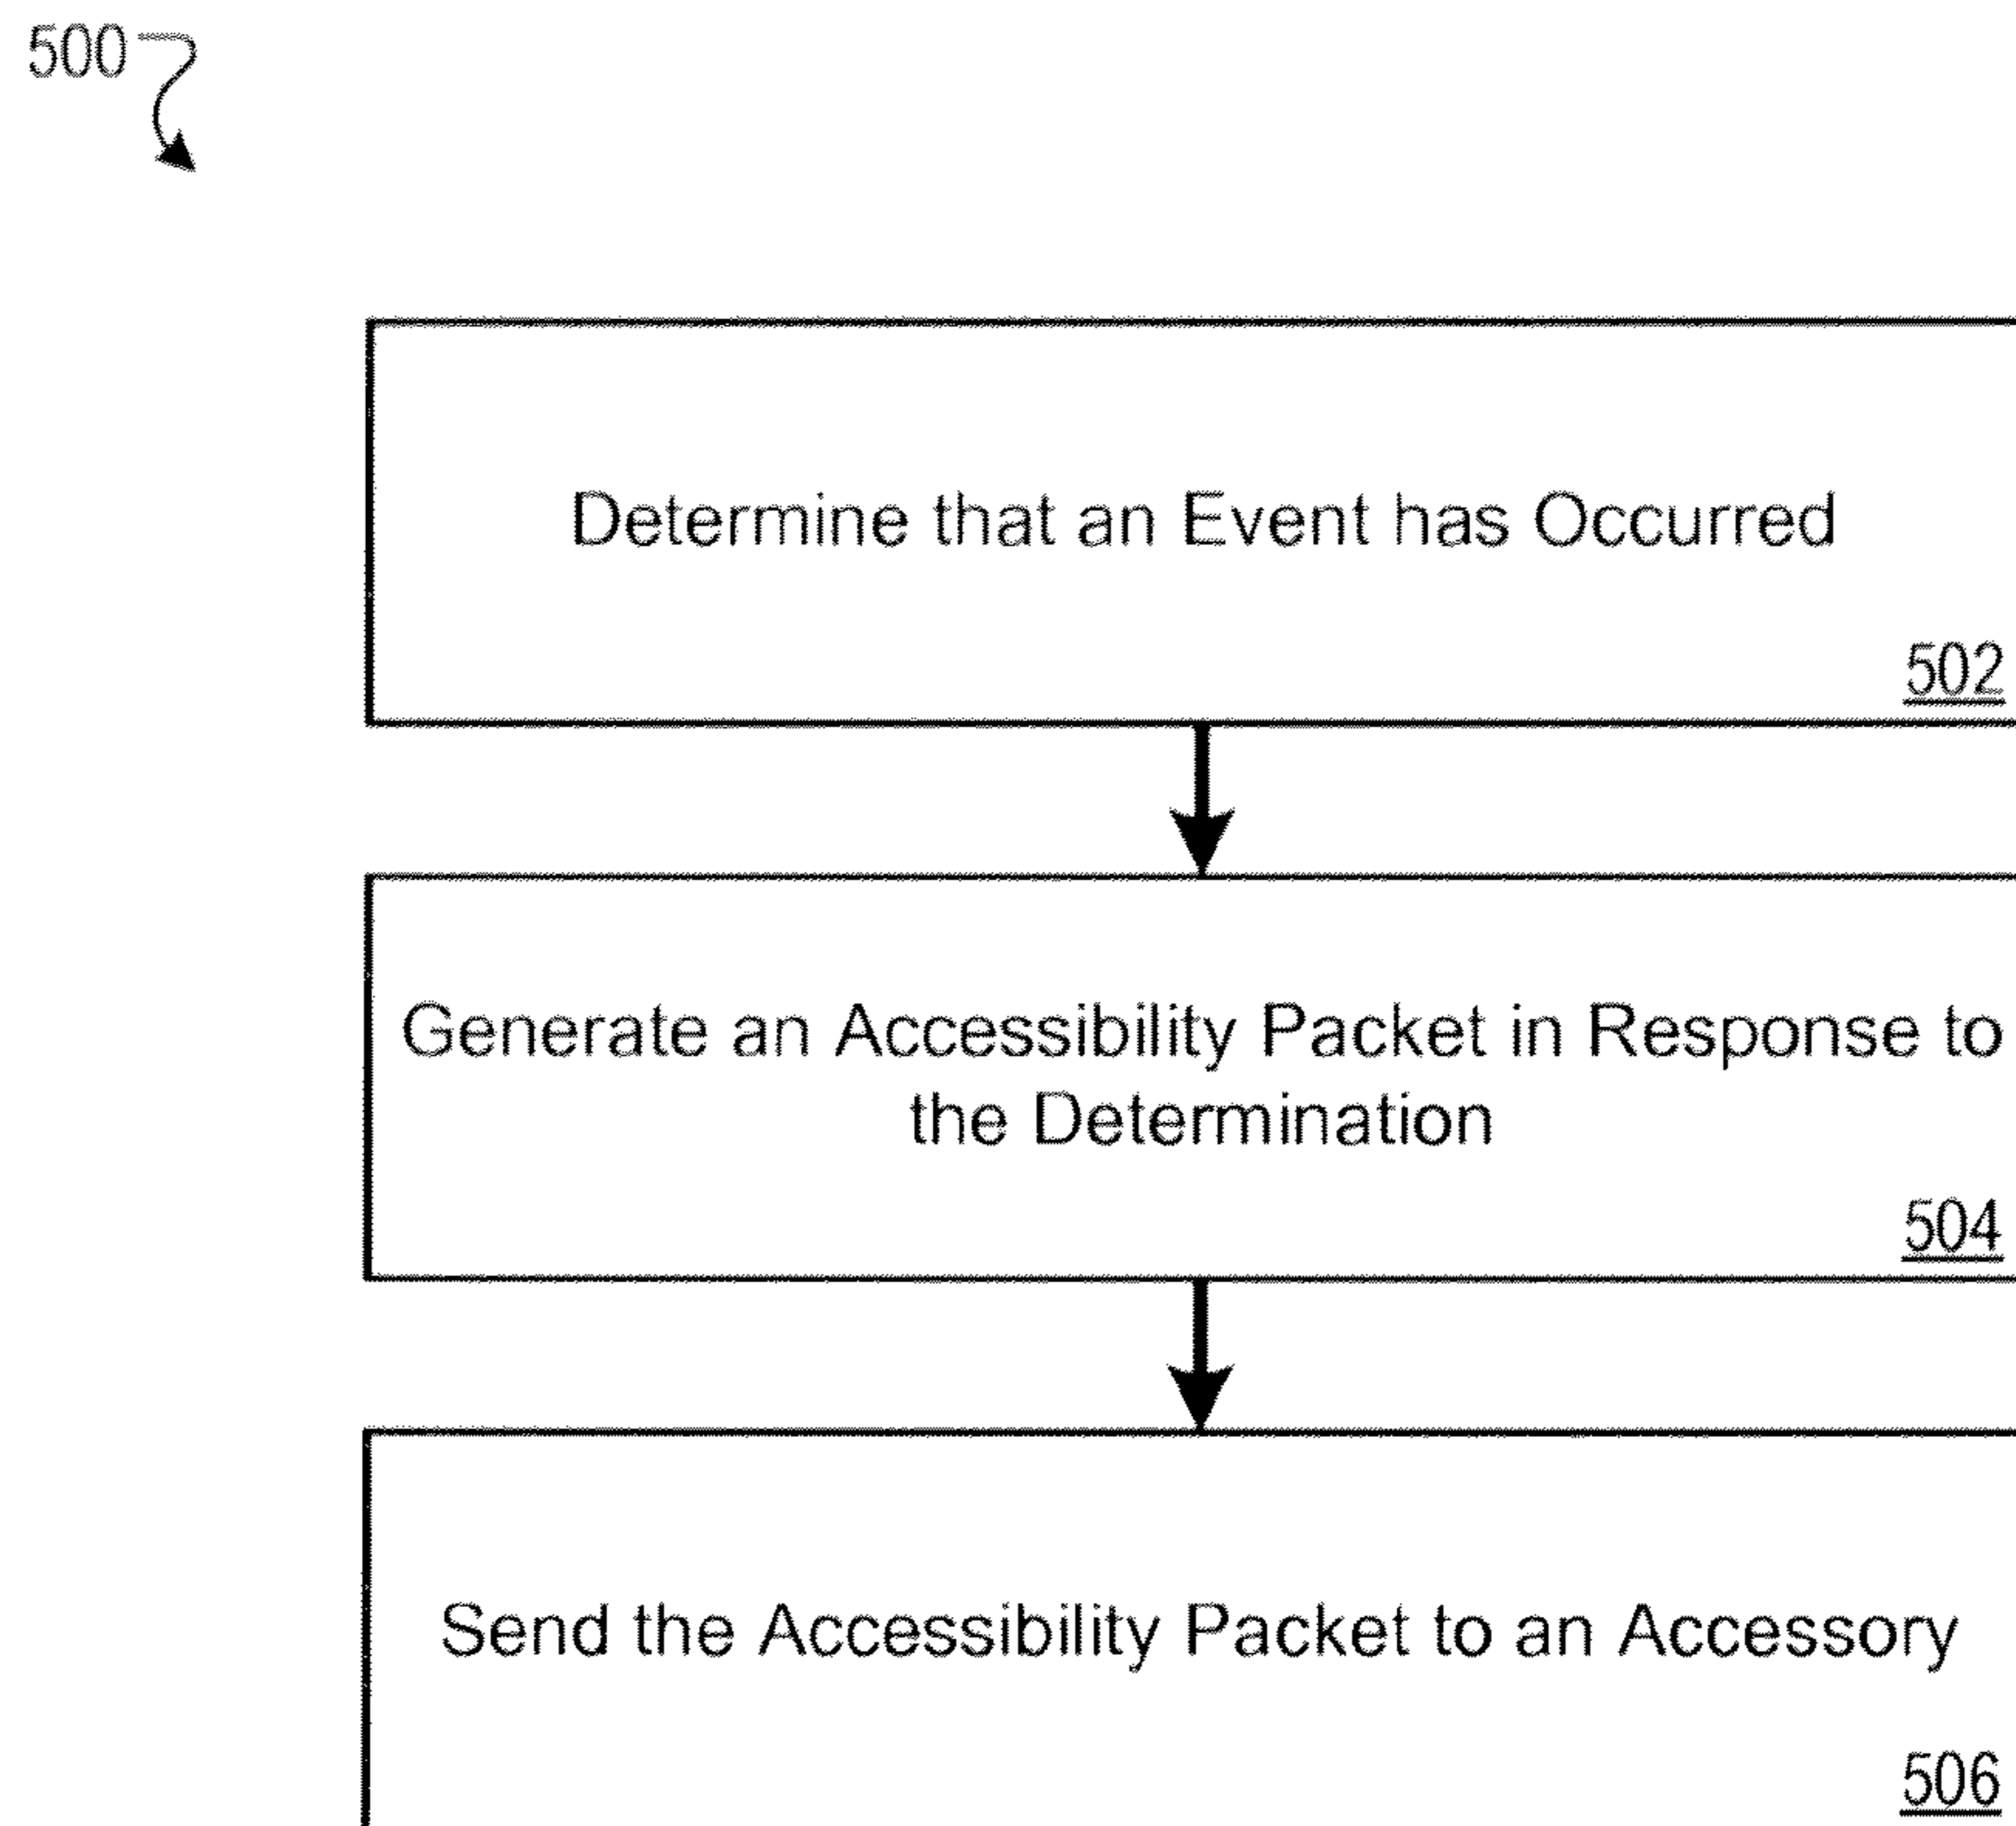 500
Determine that an Event has Occurred
502
Generate an Accessibility Packet in Response to
the Determination
504
Send the Accessibility Packet to an Accessory
506